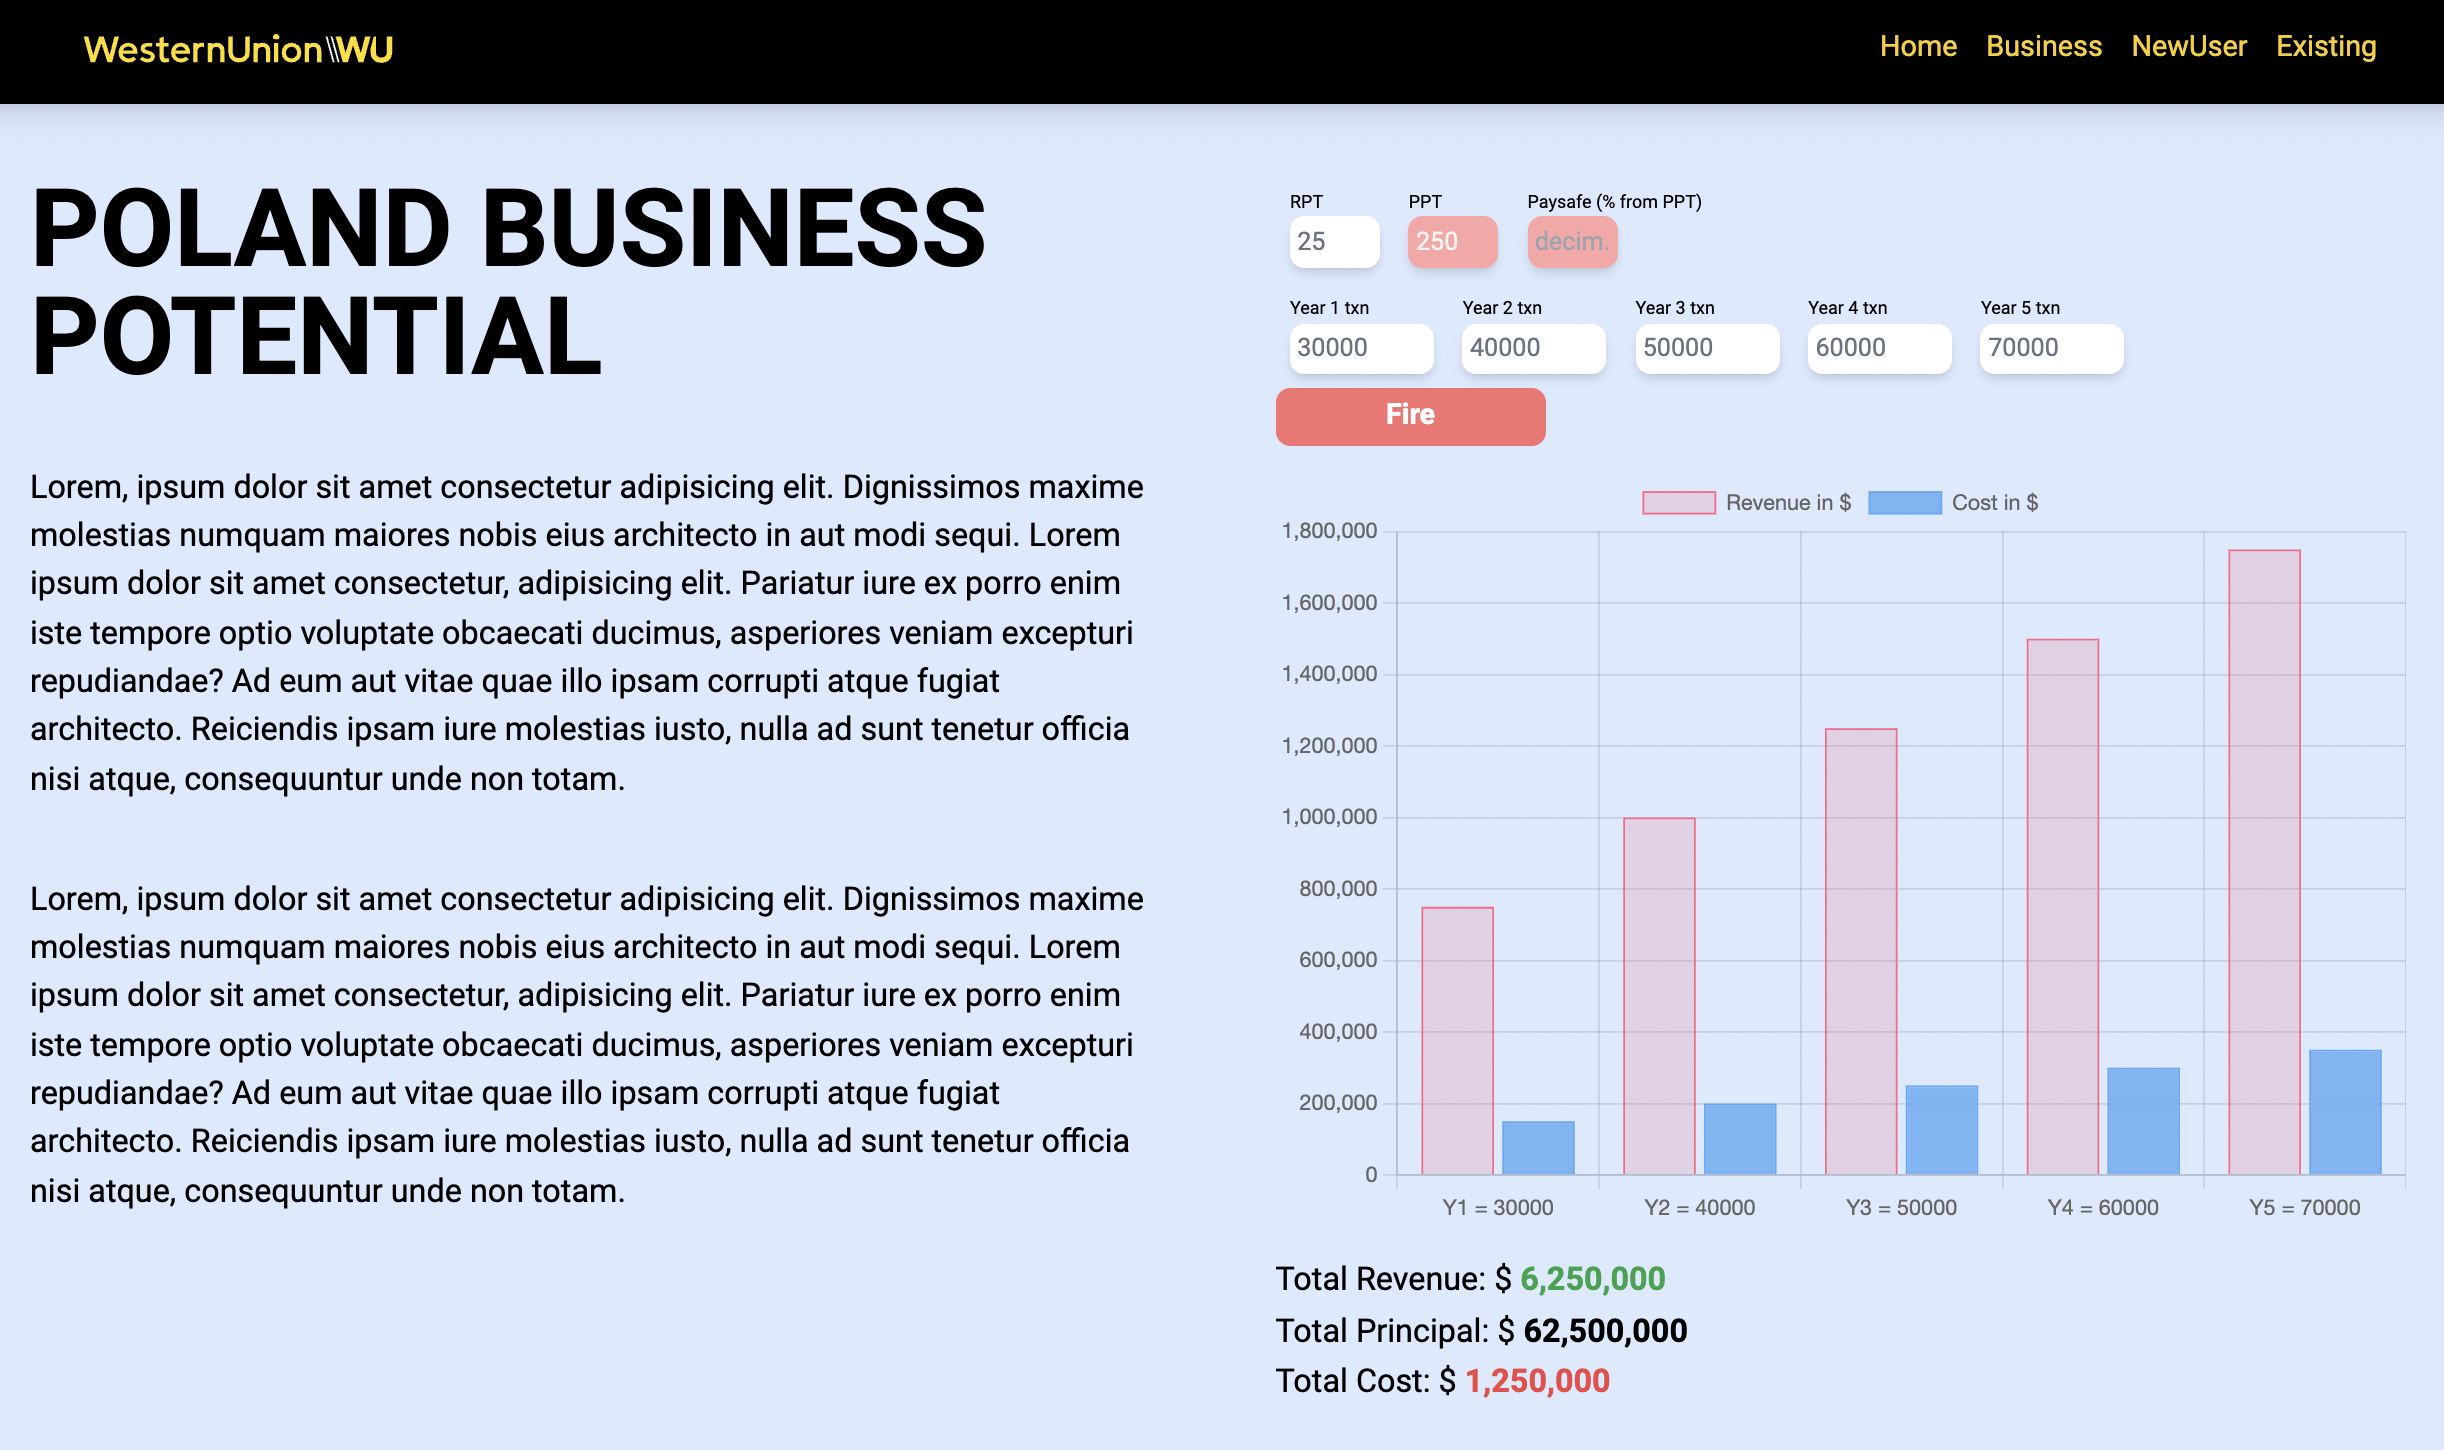 WesternUnion WU
Home Business NewUser Existing
POLAND BUSINESS
POTENTIAL
Lorem, ipsum dolor sit amet consectetur adipisicing elit. Dignissimos maxime
molestias numquam maiores nobis eius architecto in aut modi sequi. Lorem
ipsum dolor sit amet consectetur, adipisicing elit. Pariatur iure ex porro enim
iste tempore optio voluptate obcaecati ducimus, asperiores veniam excepturi
repudiandae? Ad eum aut vitae quae illo ipsam corrupti atque fugiat
architecto. Reiciendis ipsam iure molestias iusto, nulla ad sunt tenetur officia
nisi atque, consequuntur unde non totam.
Lorem, ipsum dolor sit amet consectetur adipisicing elit. Dignissimos maxime
molestias numquam maiores nobis eius architecto in aut modi sequi. Lorem
ipsum dolor sit amet consectetur, adipisicing elit. Pariatur iure ex porro enim
iste tempore optio voluptate obcaecati ducimus, asperiores veniam excepturi
repudiandae? Ad eum aut vitae quae illo ipsam corrupti atque fugiat
architecto. Reiciendis ipsam iure molestias iusto, nulla ad sunt tenetur officia
nisi atque, consequuntur unde non totam.
RPT PPT Paysafe (% from PPT)
25 250 decim.
Year 1 txn Year 2 txn Year 3 txn Year 4 txn Year 5 txn
30000 40000 50000 60000 70000
Fire
Revenue in $ Cost in $
1,800,000
1,600,000
1,400,000
1,200,000
1,000,000
800,000
600,000
400,000
200,000
0
Y1 = 30000 Y2 = 40000 Y3 = 50000 Y4 = 60000 Y5 = 70000
Total Revenue: $ 6,250,000
Total Principal: $ 62,500,000
Total Cost: $ 1,250,000